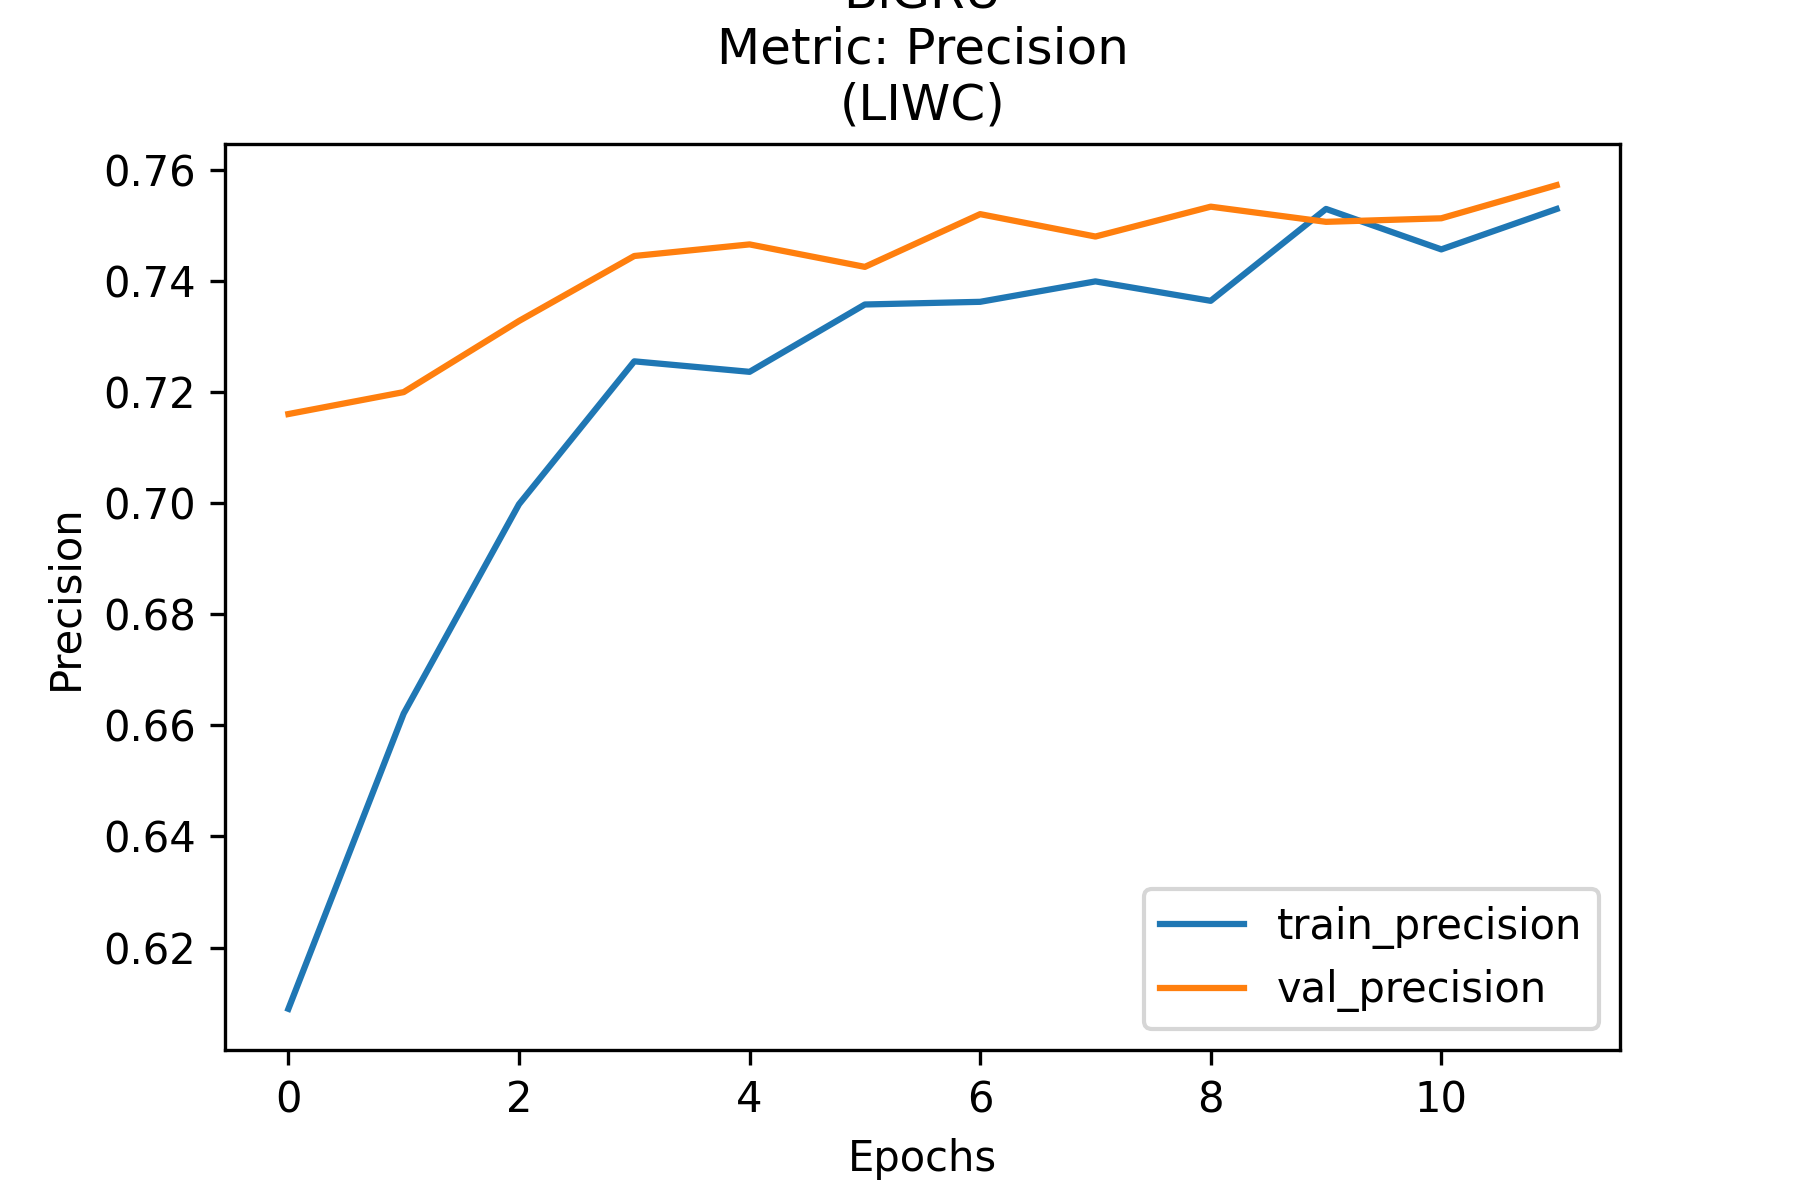 Metric: Precision
(LIWC)
0.76
0.74
0.72
0.70
0.68
0.66
0.64
0.62
Precision
train_precision
val_precision
0 2 4 6 8 10
Epochs